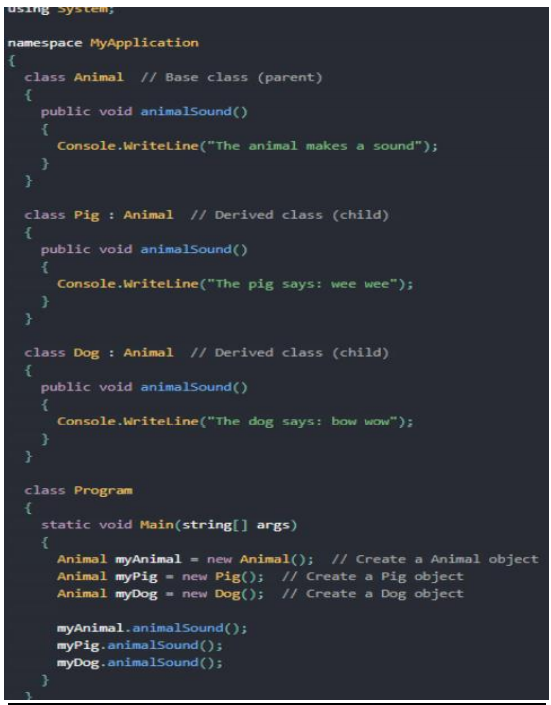 using System;
namespace MyApplication
{
class Animal // Base class (parent)
{
public void animalSound()
{
Console.WriteLine("The animal makes a sound");
}
}
class Pig : Animal // Derived class (child)
{
public void animalSound()
{
Console.WriteLine("The pig says: wee wee");
}
}
class Dog : Animal // Derived class (child)
{
public void animalSound()
{
Console.WriteLine("The dog says: bow wow");
}
}
class Program
{
static void Main(string[] args)
{
Animal myAnimal = new Animal(); // Create a Animal object
Animal myPig = new Pig(); // Create a Pig object
Animal myDog = new Dog(); // Create a Dog object
myAnimal.animalSound();
myPig.animalSound();
myDog.animalSound();
}
}